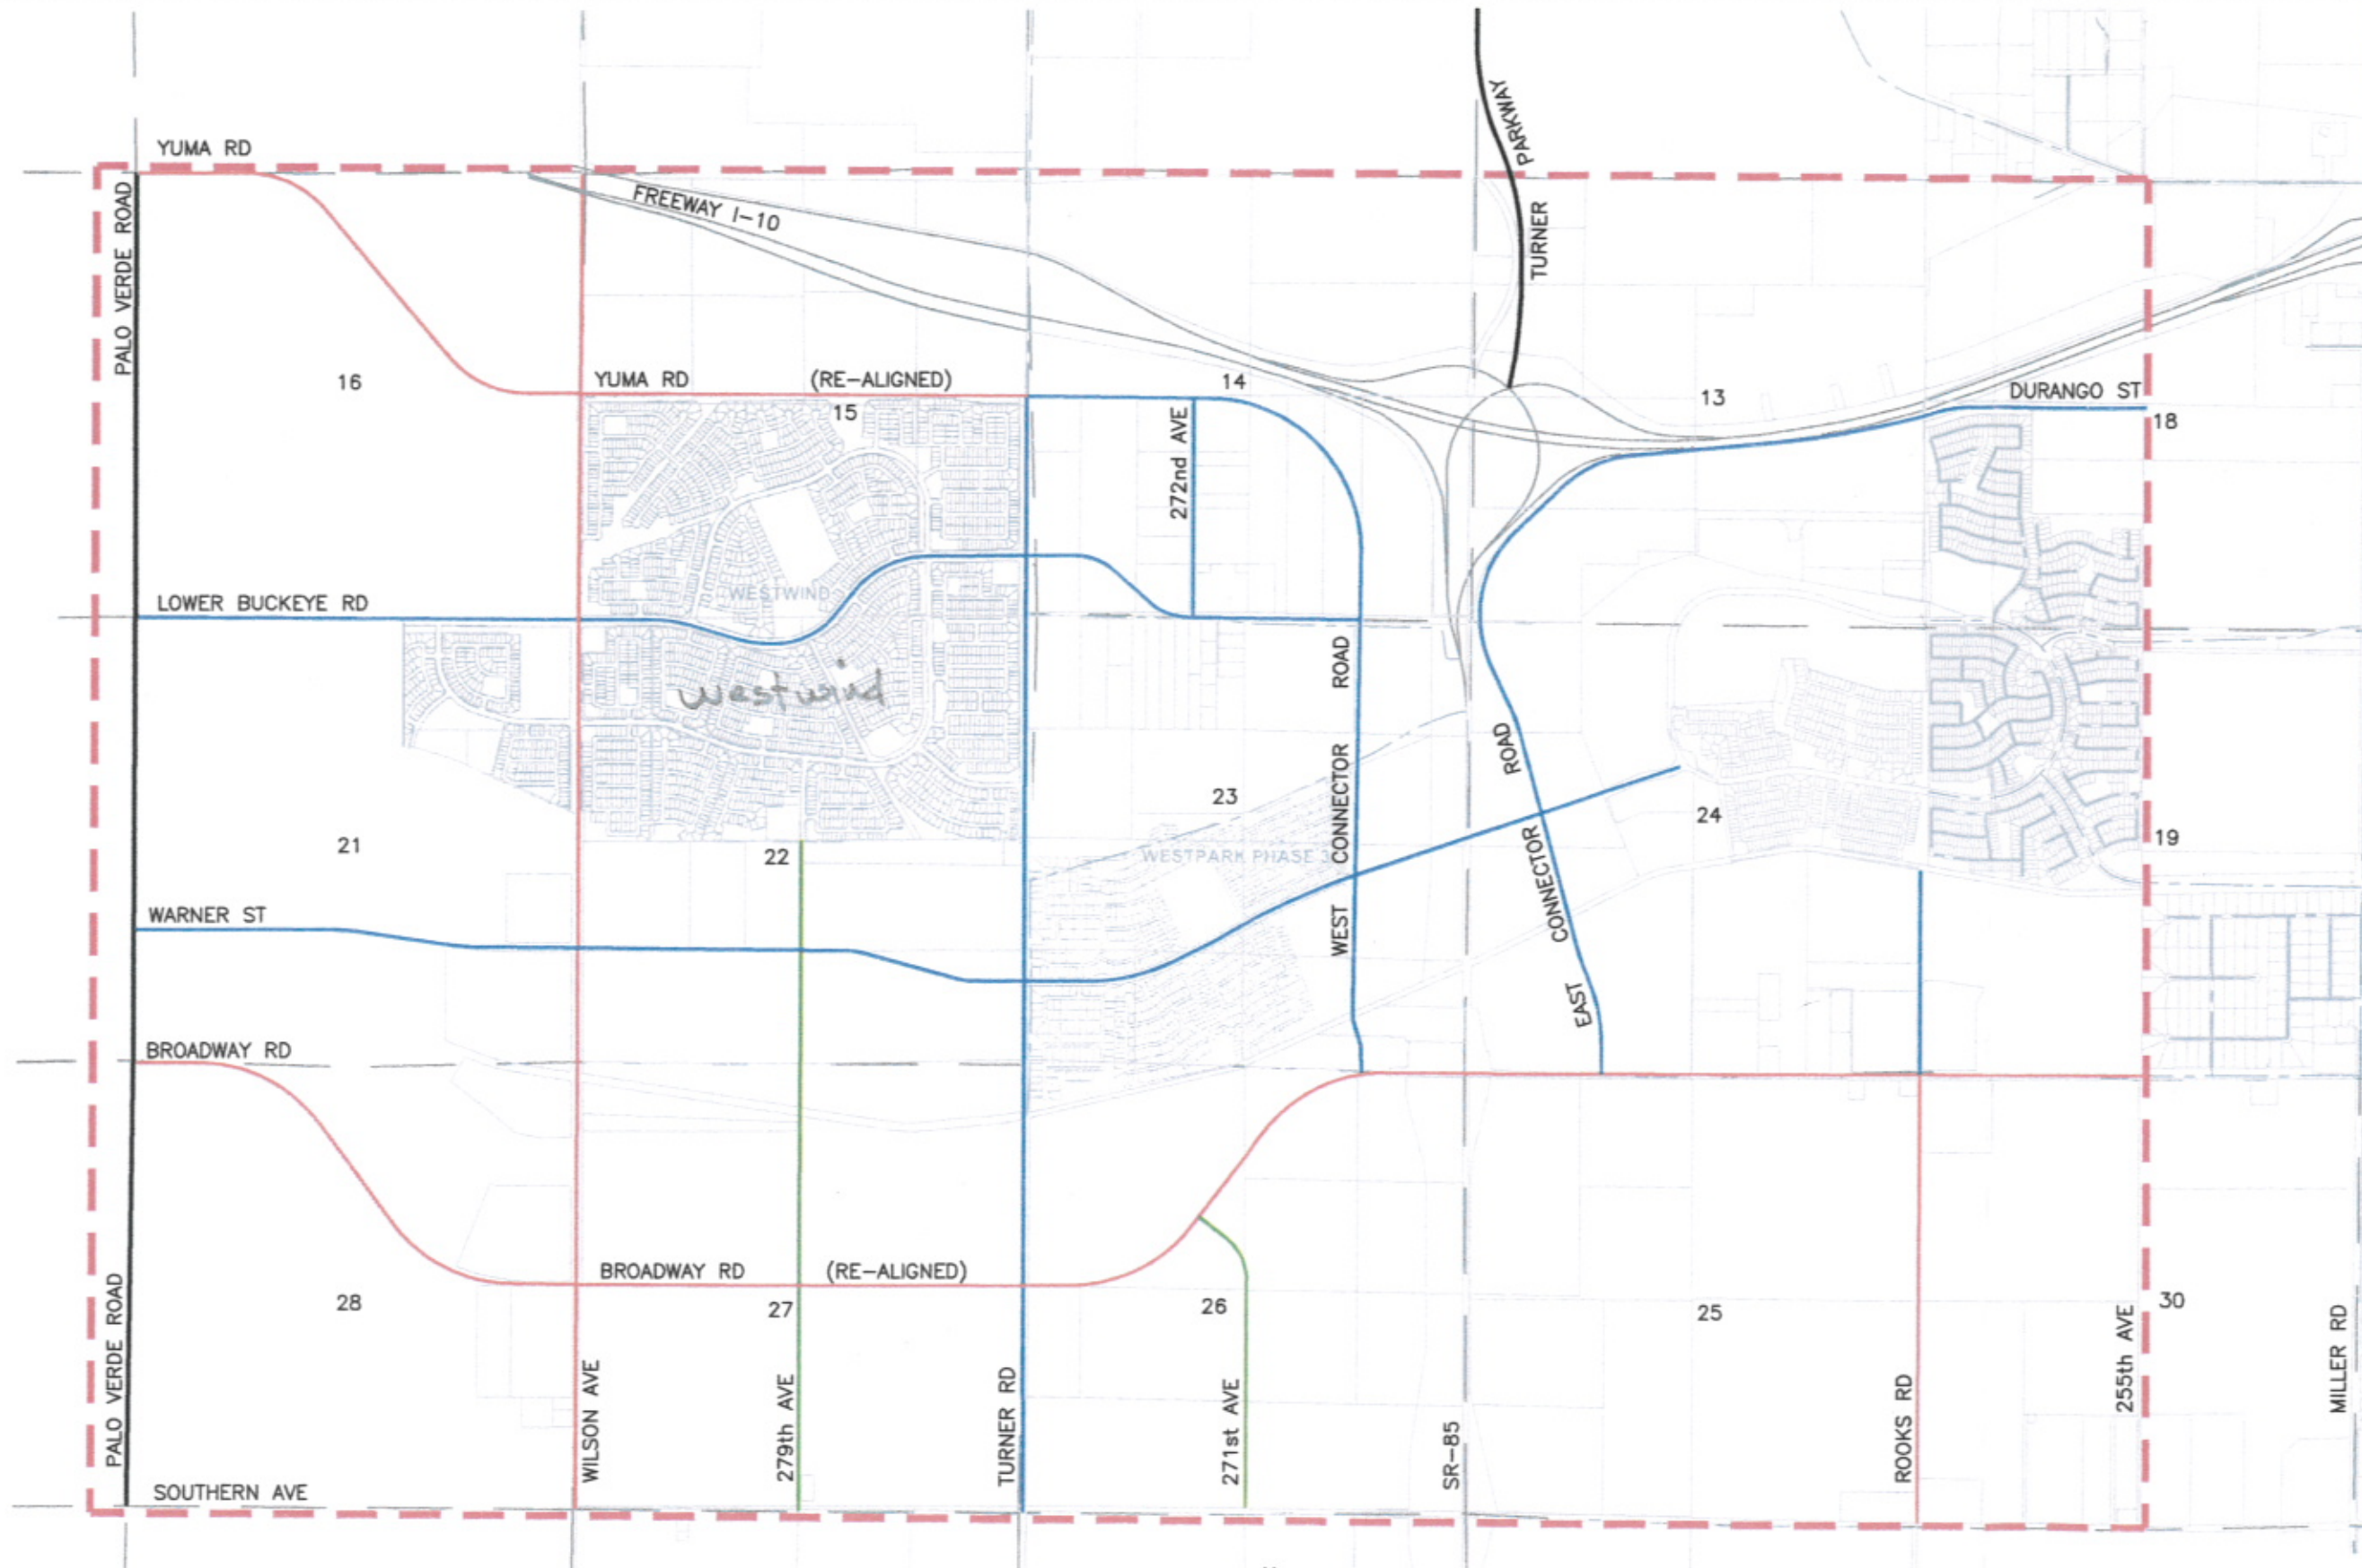 YUMA RD
PALO VERDE ROAD
FREEWAY I-10
PARKWAY
TURNER
16
YUMA RD (RE-ALIGNED)
15
14
272nd AVE
13
DURANGO ST
18
LOWER BUCKEYE RD
WESTWIND
Westwind
WEST CONNECTOR ROAD
EAST CONNECTOR ROAD
21
22
23
WESTPARK PHASE 3
24
19
WARNER ST
BROADWAY RD
BROADWAY RD (RE-ALIGNED)
28
27
26
25
30
PALO VERDE ROAD
WILSON AVE
279th AVE
TURNER RD
271st AVE
SR-85
ROOKS RD
255th AVE
MILLER RD
SOUTHERN AVE